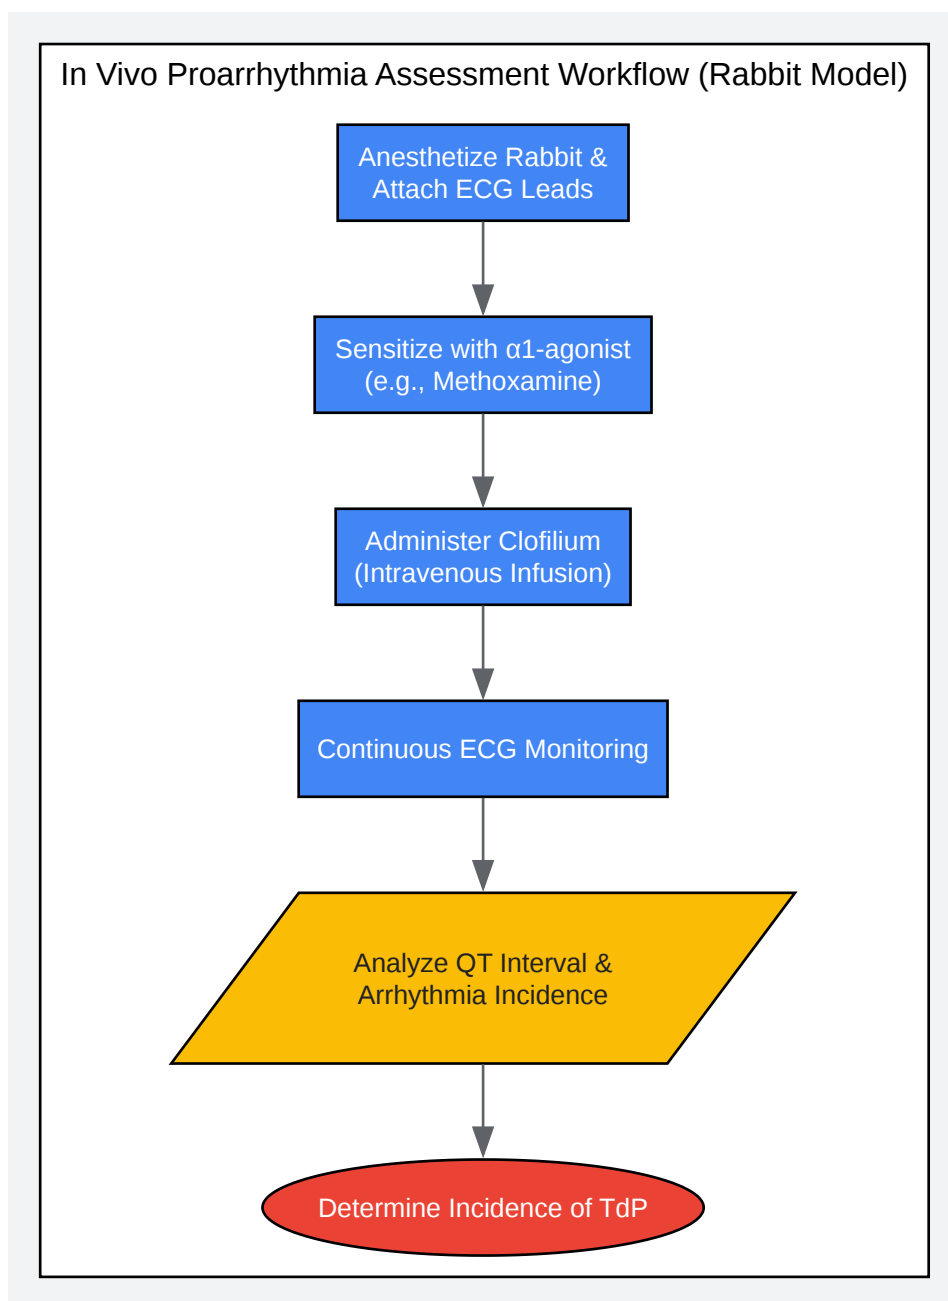 In Vivo Proarrhythmia Assessment Workflow (Rabbit Model)
Anesthetize Rabbit &
Attach ECG Leads
Sensitize with α1-agonist
(e.g., Methoxamine)
Administer Clofilium
(Intravenous Infusion)
Continuous ECG Monitoring
Analyze QT Interval &
Arrhythmia Incidence
Determine Incidence of TdP